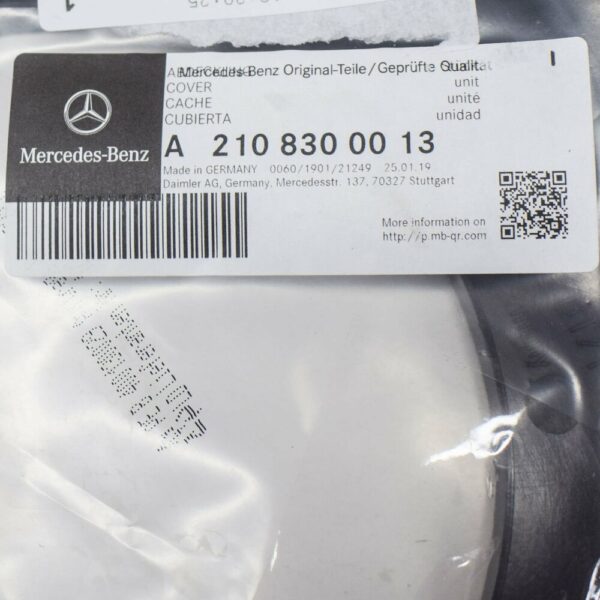 1
Mercedes-Benz Original-Teile/Geprüfte Qualität
COVER unit
CACHE unité
CUBIERTA unidad
Mercedes-Benz
A 210 830 00 13
Made in GERMANY 0060/1901/21249 25.01.19
Daimler AG, Germany, Mercedesstr. 137, 70327 Stuttgart
More information on
http://p.mb-qr.com